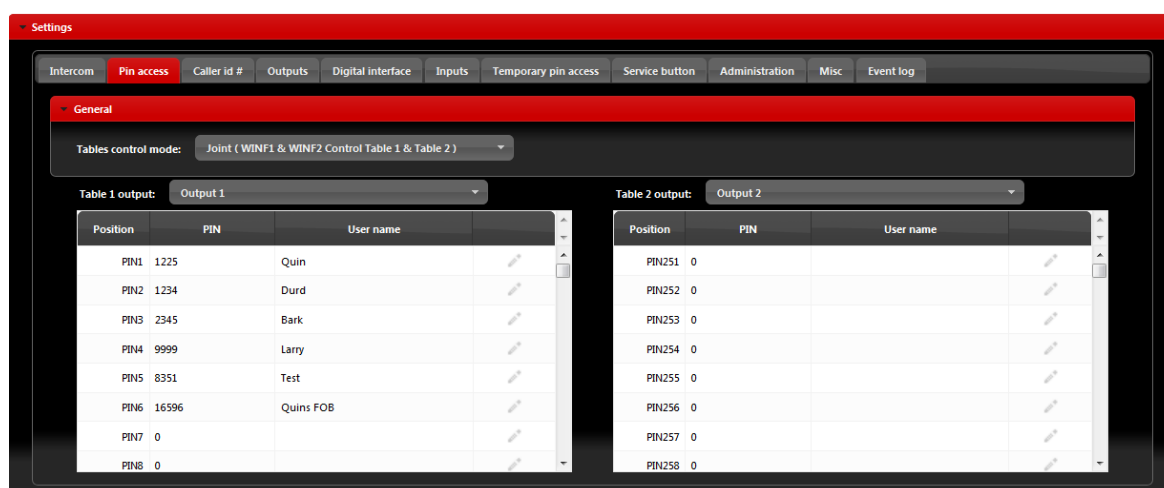 Settings
Intercom Pin access Caller id # Outputs Digital interface Inputs Temporary pin access Service button Administration Misc Event log
General
Tables control mode: Joint ( WINF1 & WINF2 Control Table 1 & Table 2 )
Table 1 output: Output 1 Table 2 output: Output 2
Position PIN User name Position PIN User name
PIN1 1225 Quin PIN251 0
PIN2 1234 Durd PIN252 0
PIN3 2345 Bark PIN253 0
PIN4 9999 Larry PIN254 0
PIN5 8351 Test PIN255 0
PIN6 16596 Quins FOB PIN256 0
PIN7 0 PIN257 0
PIN8 0 PIN258 0